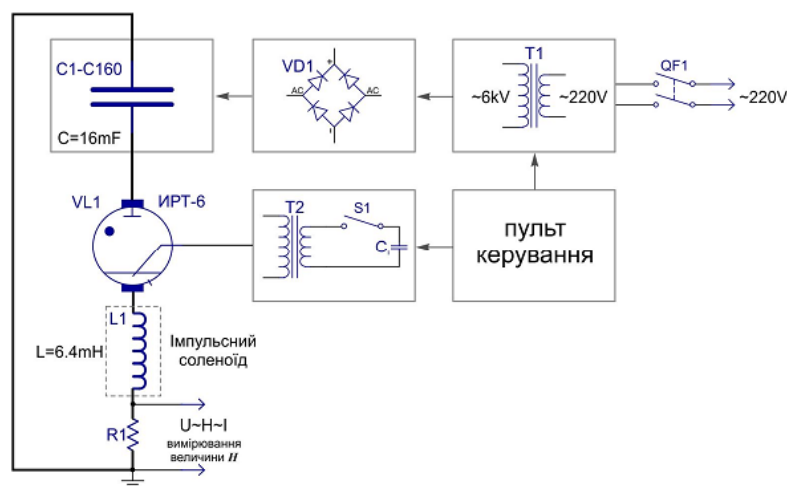 C1-C160
C=16mF
VD1
+
AC
AC
T1
~6kV
~220V
QF1
~220V
VL1
ИРТ-6
T2
S1
C₁
пульт
керування
L1
L=6.4mH
Імпульсний
соленоїд
R1
U~H~I
вимірювання
величини H